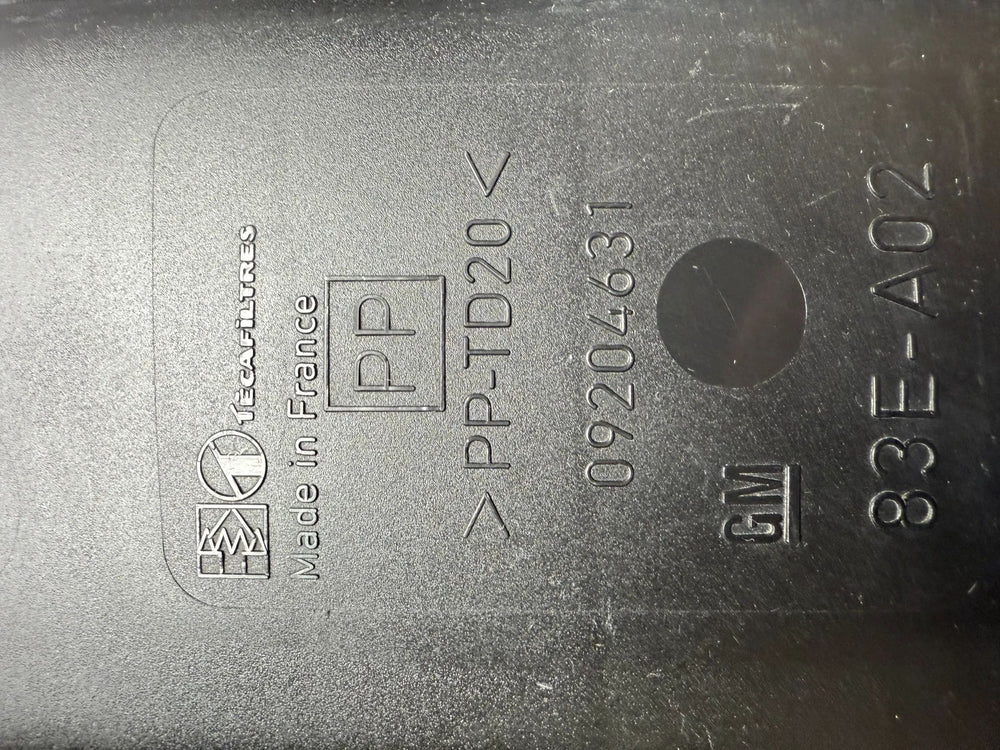 TECAFILTRES
Made in France
PP
>PP-TD20<
09204631
GM
83E-A02